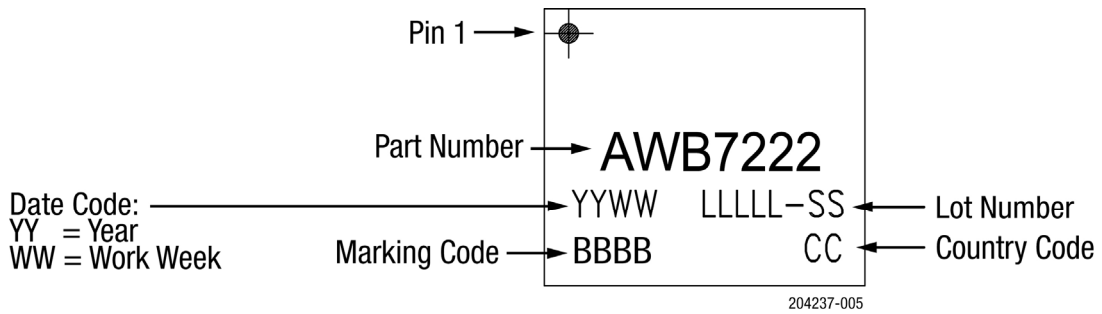 Pin 1
Part Number
AWB7222
Date Code:
YY = Year
WW = Work Week
YYWW LLLLL-SS
Lot Number
Marking Code
BBBB CC
Country Code
204237-005